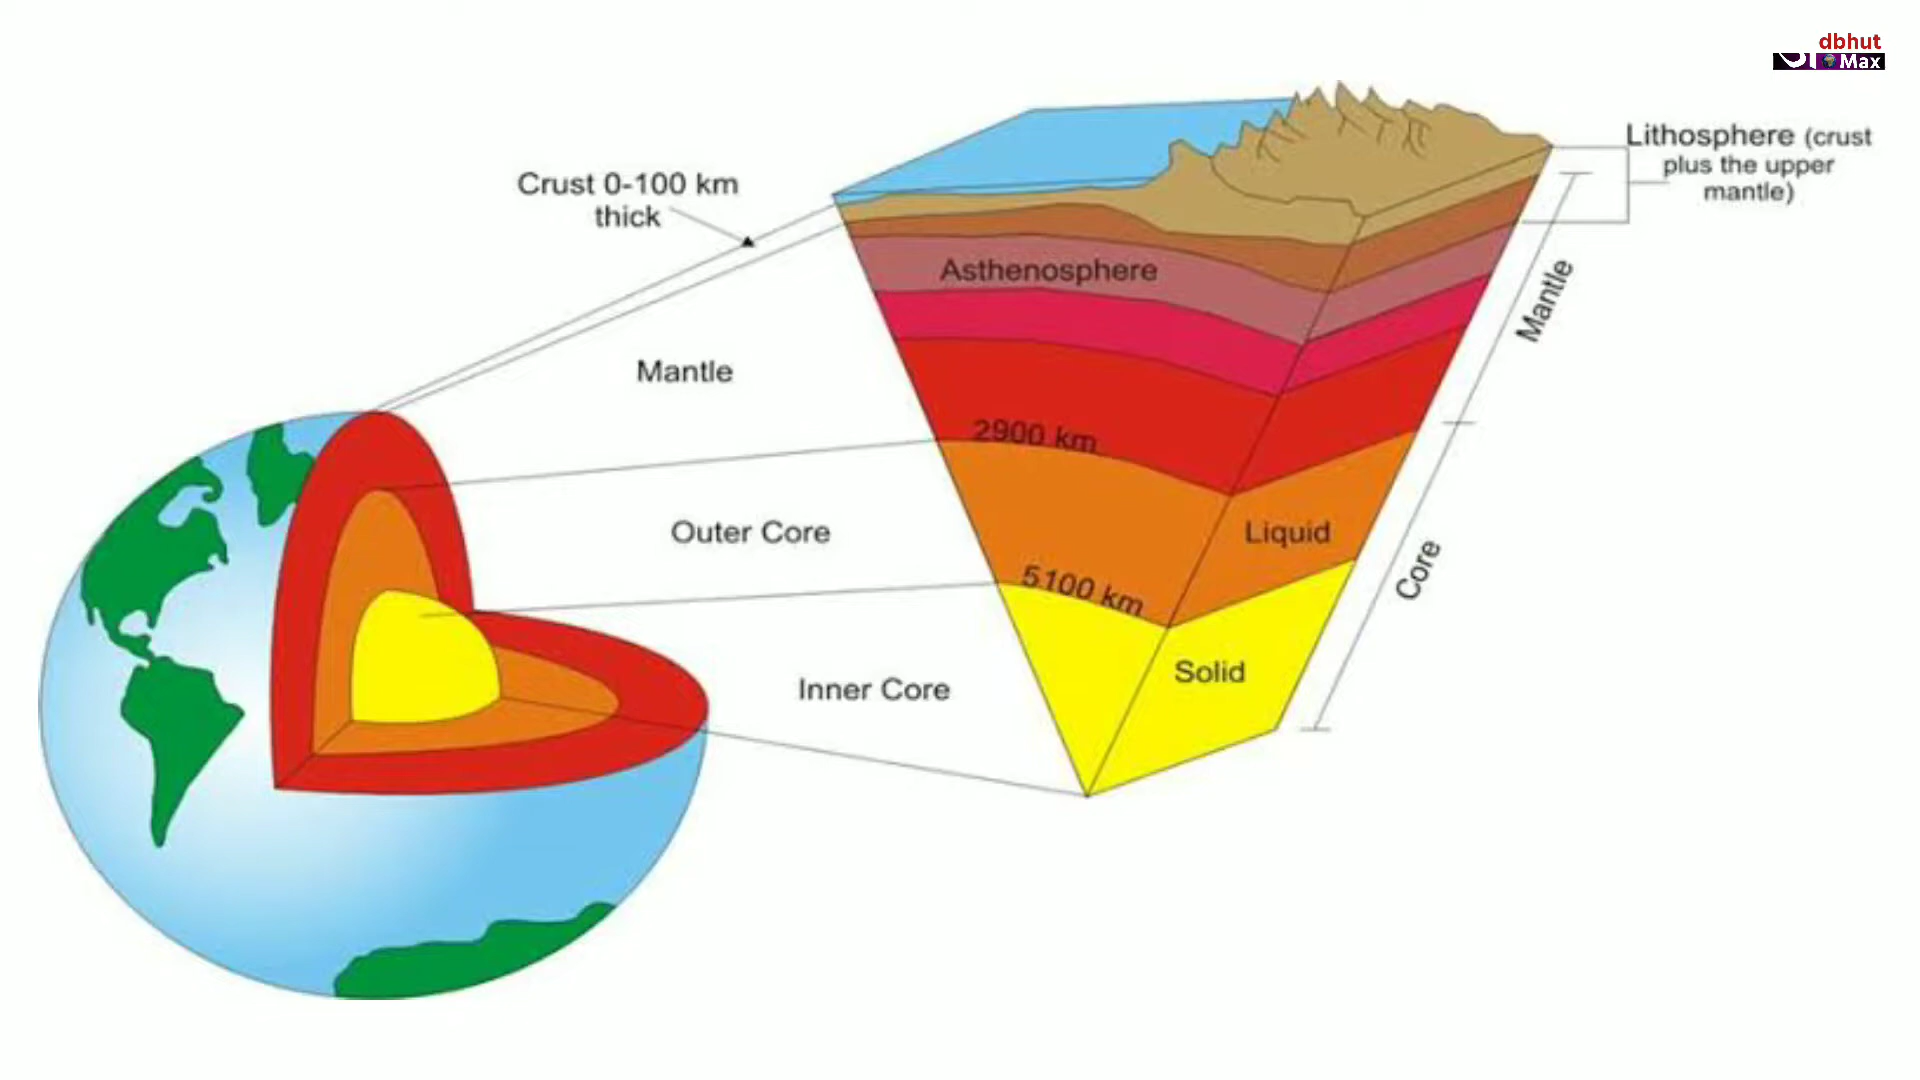 dbhut
Max
Crust 0-100 km
thick
Lithosphere (crust
plus the upper
mantle)
Asthenosphere
Mantle
Mantle
2900 km
Outer Core
Liquid
Core
5100 km
Inner Core
Solid